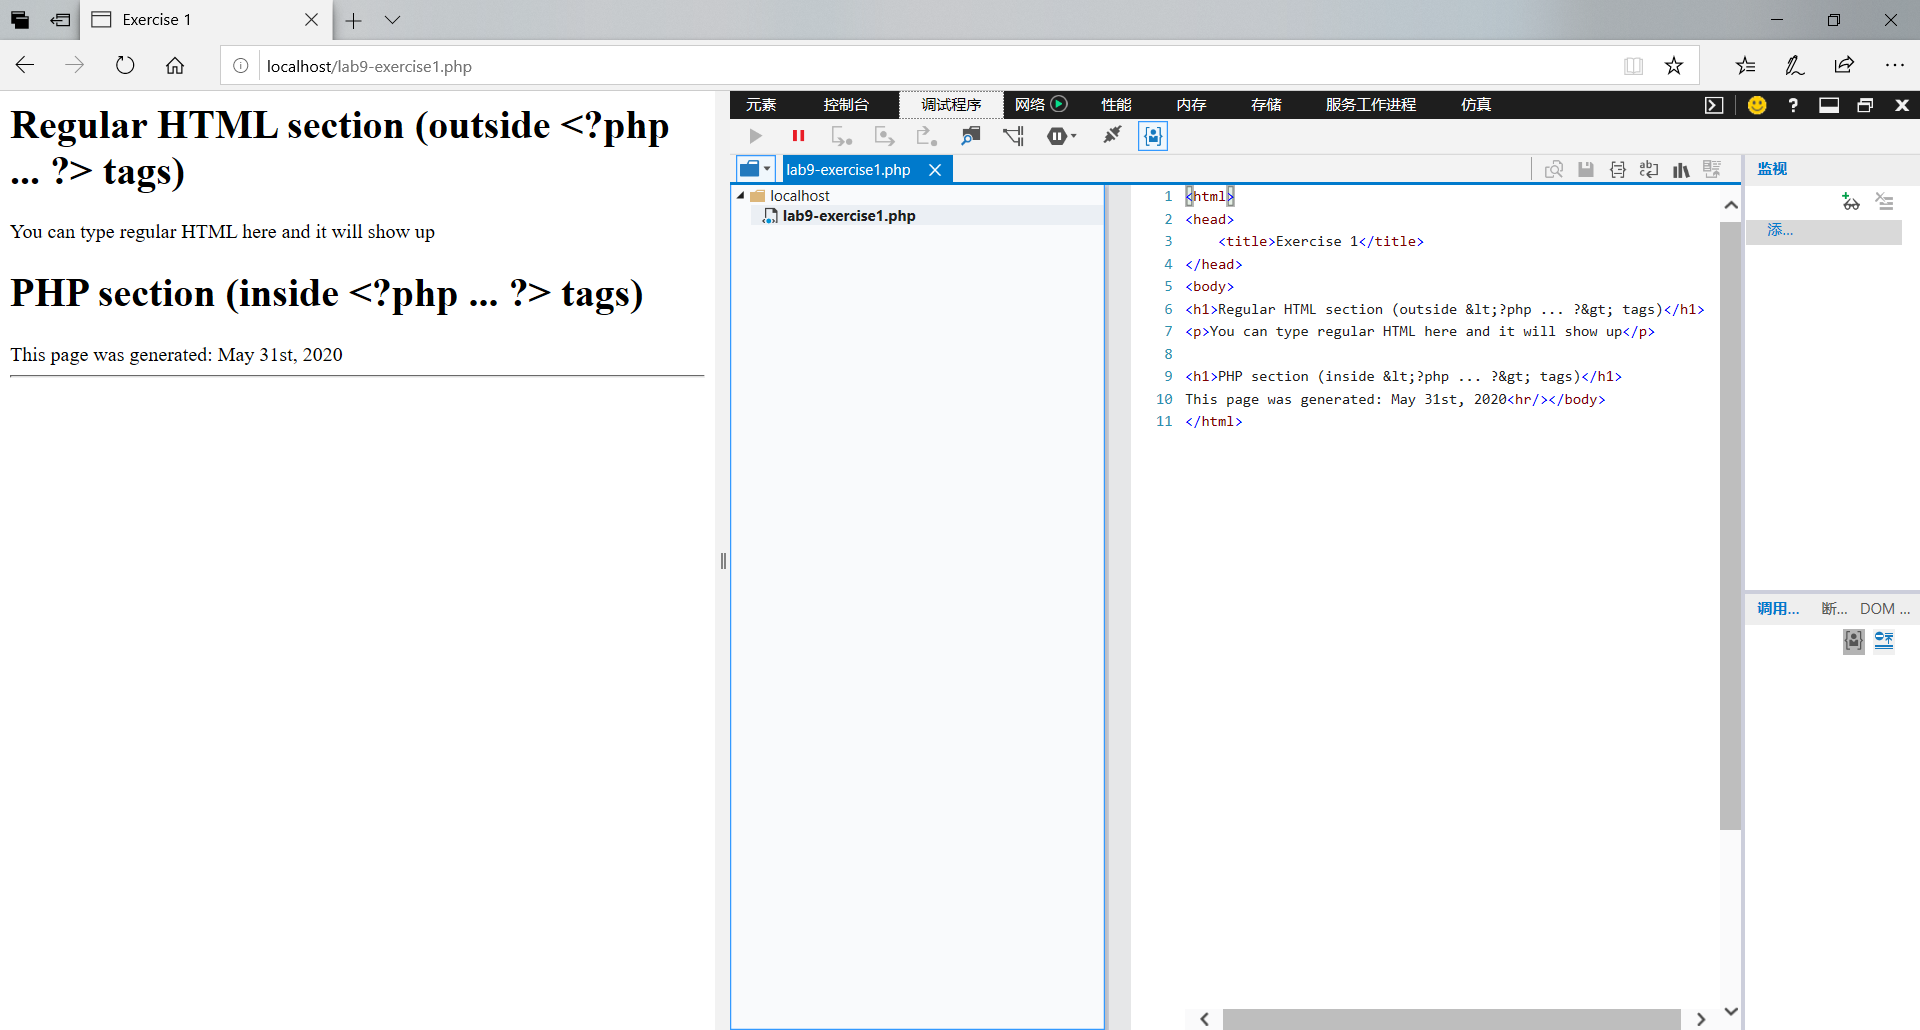 Exercise 1
localhost/lab9-exercise1.php
Regular HTML section (outside <?php
... ?> tags)
You can type regular HTML here and it will show up
PHP section (inside <?php ... ?> tags)
This page was generated: May 31st, 2020
元素 控制台 调试程序 网络 性能 内存 存储 服务工作进程 仿真
lab9-exercise1.php
localhost
lab9-exercise1.php
1 <html>
2 <head>
3     <title>Exercise 1</title>
4 </head>
5 <body>
6 <h1>Regular HTML section (outside &lt;?php ... ?&gt; tags)</h1>
7 <p>You can type regular HTML here and it will show up</p>
8
9 <h1>PHP section (inside &lt;?php ... ?&gt; tags)</h1>
10 This page was generated: May 31st, 2020<hr/></body>
11 </html>
监视
添...
调用... 断... DOM ...